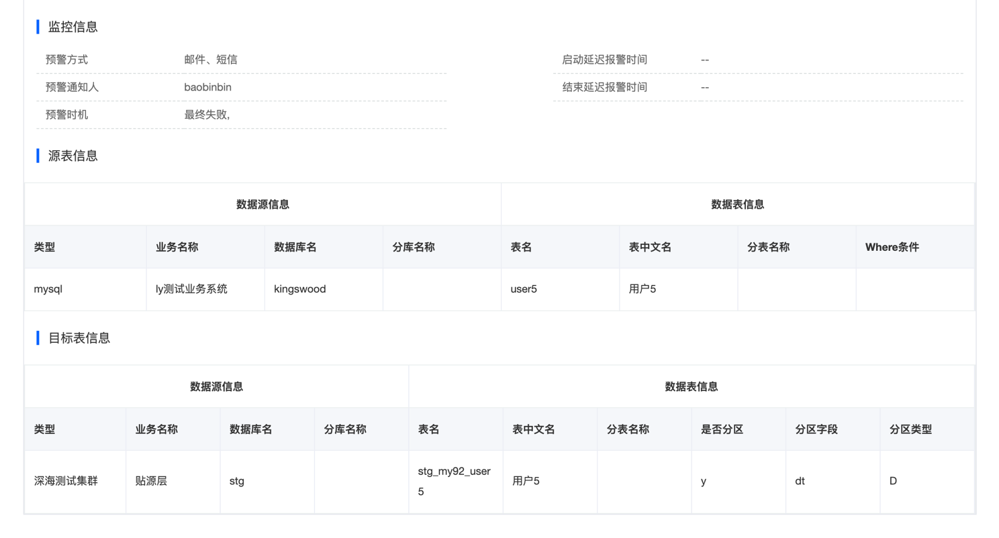 监控信息
预警方式 邮件、短信 启动延迟报警时间 --
预警通知人 baobinbin 结束延迟报警时间 --
预警时机 最终失败,
源表信息
数据源信息 数据表信息
类型 业务名称 数据库名 分库名称 表名 表中文名 分表名称 Where条件
mysql ly测试业务系统 kingswood user5 用户5
目标表信息
数据源信息 数据表信息
类型 业务名称 数据库名 分库名称 表名 表中文名 分表名称 是否分区 分区字段 分区类型
深海测试集群 贴源层 stg stg_my92_user 用户5 y dt D
5